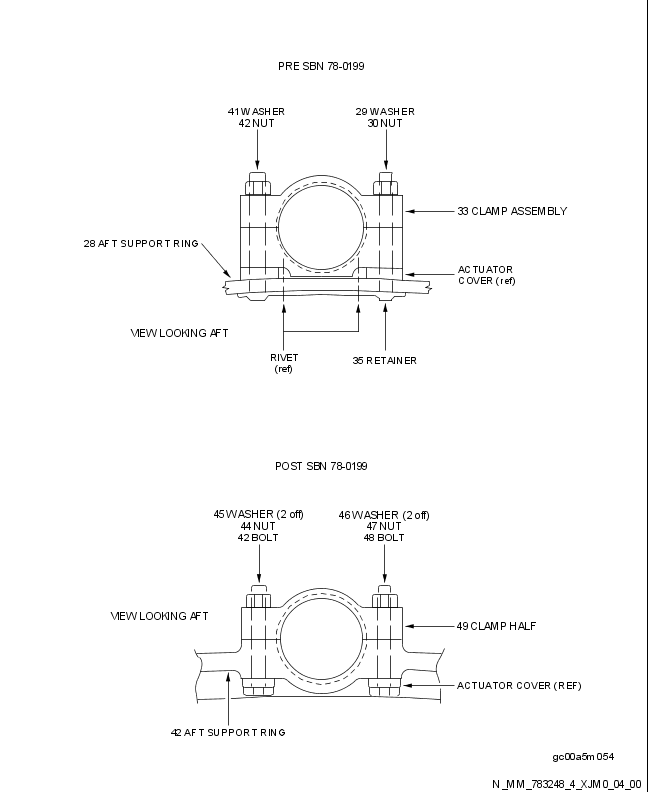 PRE SBN 78-0199
41 WASHER
42 NUT
29 WASHER
30 NUT
33 CLAMP ASSEMBLY
28 AFT SUPPORT RING
ACTUATOR
COVER (ref)
VIEW LOOKING AFT
RIVET
(ref)
35 RETAINER
POST SBN 78-0199
45 WASHER (2 off)
44 NUT
42 BOLT
46 WASHER (2 off)
47 NUT
48 BOLT
VIEW LOOKING AFT
49 CLAMP HALF
ACTUATOR COVER (REF)
42 AFT SUPPORT RING
gc00a5m054
N_MM_783248_4_XJM0_04_00